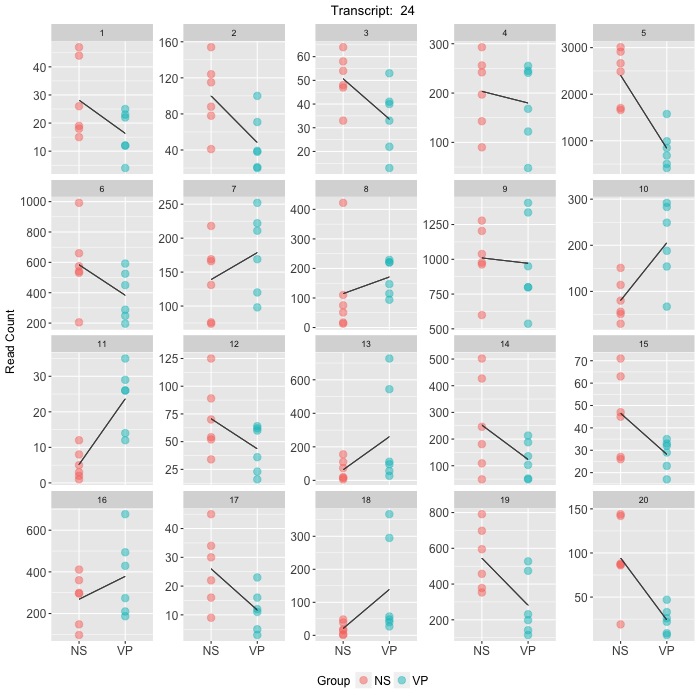 Transcript:  24
1 2 3 4 5
40 30 20 10
160 120 80 40
60 50 40 30 20
300 200 100
3000 2000 1000
6 7 8 9 10
1000 800 600 400 200
250 200 150 100
400 300 200 100 0
1250 1000 750 500
300 200 100
Read Count
11 12 13 14 15
30 20 10 0
125 100 75 50 25
600 400 200 0
500 400 300 200 100
70 60 50 40 30 20
16 17 18 19 20
600 400 200
40 30 20 10
300 200 100 0
800 600 400 200
150 100 50
NS VP NS VP NS VP NS VP NS VP
Group NS VP